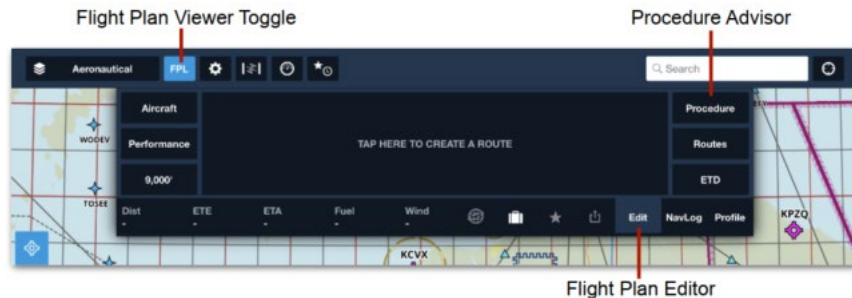 Flight Plan Viewer Toggle
Procedure Advisor
Aeronautical
FPL
Search
Aircraft
Procedure
WODEV
Performance
TAP HERE TO CREATE A ROUTE
Routes
9,000'
ETD
TOSEE
Dist
ETE
ETA
Fuel
Wind
Edit
NavLog
Profile
-
-
-
-
-
KPZQ
KCVX
Flight Plan Editor